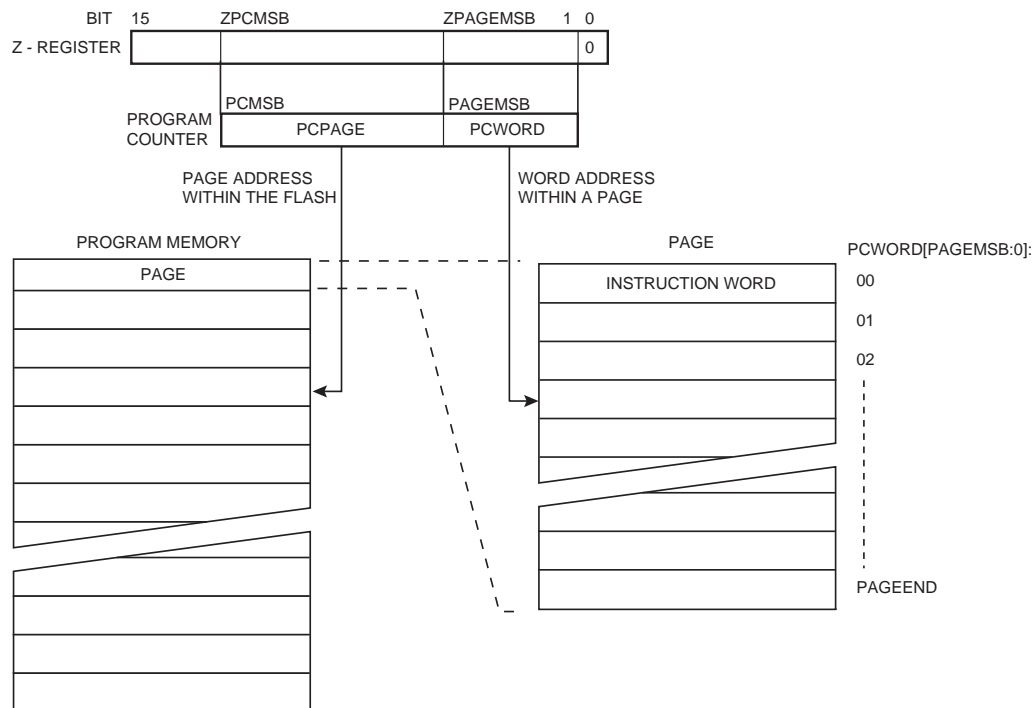 BIT 15 ZPCMSB ZPAGEMSB 1 0
Z - REGISTER 0
PCMSB PAGEMSB
PROGRAM
COUNTER
PCPAGE PCWORD
PAGE ADDRESS
WITHIN THE FLASH
WORD ADDRESS
WITHIN A PAGE
PROGRAM MEMORY
PAGE
PAGE
PCWORD[PAGEMSB:0]:
INSTRUCTION WORD
00
01
02
PAGEEND